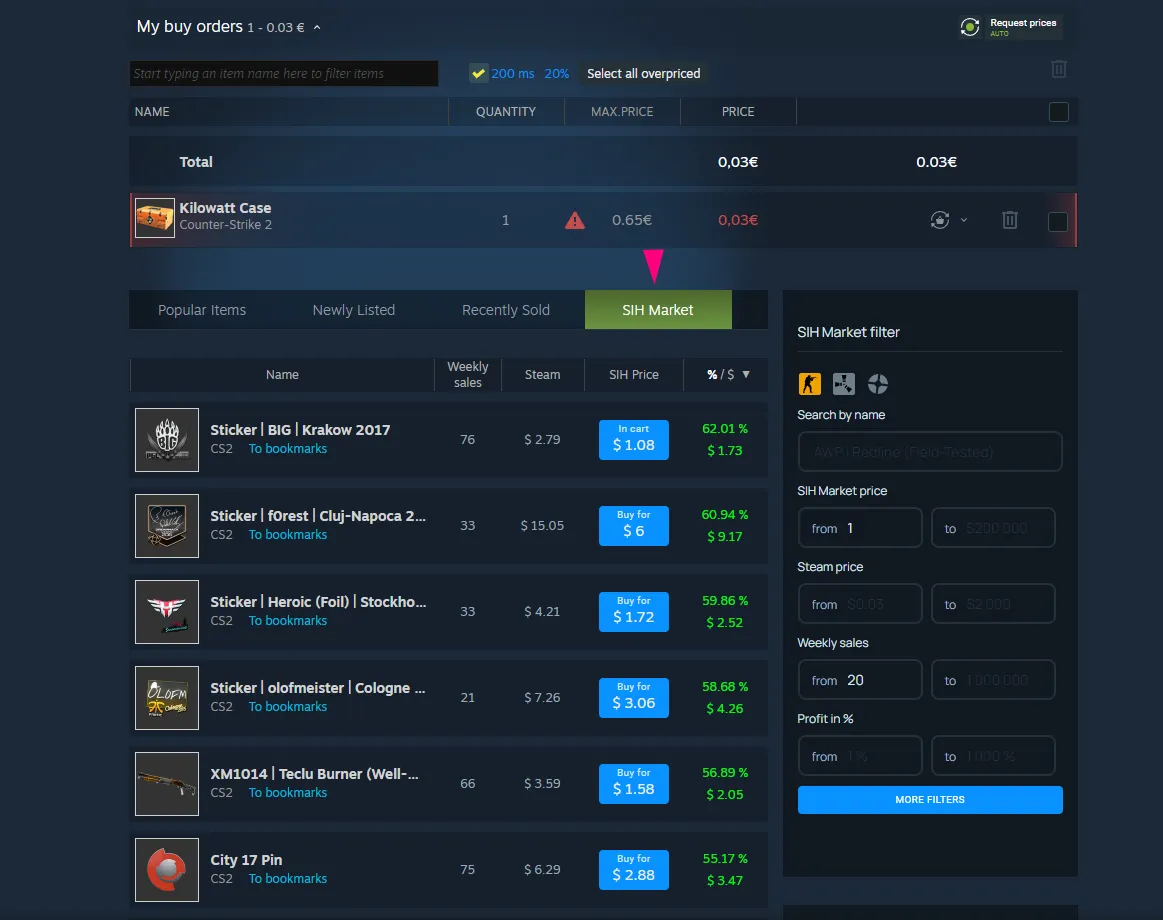 My buy orders 1 - 0.03 €
Request prices
AUTO
Start typing an item name here to filter items
200 ms 20% Select all overpriced
NAME QUANTITY MAX.PRICE PRICE
Total 0,03€ 0.03€
Kilowatt Case
Counter-Strike 2
1 0.65€ 0,03€
Popular Items Newly Listed Recently Sold SIH Market
Name Weekly sales Steam SIH Price % / $ ▼
Sticker | BIG | Krakow 2017
CS2 To bookmarks
76 $ 2.79 In cart $ 1.08 62.01 % $ 1.73
Sticker | f0rest | Cluj-Napoca 2...
CS2 To bookmarks
33 $ 15.05 Buy for $ 6 60.94 % $ 9.17
Sticker | Heroic (Foil) | Stockho...
CS2 To bookmarks
33 $ 4.21 Buy for $ 1.72 59.86 % $ 2.52
Sticker | olofmeister | Cologne ...
CS2 To bookmarks
21 $ 7.26 Buy for $ 3.06 58.68 % $ 4.26
XM1014 | Teclu Burner (Well-...
CS2 To bookmarks
66 $ 3.59 Buy for $ 1.58 56.89 % $ 2.05
City 17 Pin
CS2 To bookmarks
75 $ 6.29 Buy for $ 2.88 55.17 % $ 3.47
SIH Market filter
Search by name
AWP | Redline (Field-Tested)
SIH Market price
from 1 to $200 000
Steam price
from $0.03 to $2 000
Weekly sales
from 20 to 1 000 000
Profit in %
from 1 % to 1 000 %
MORE FILTERS